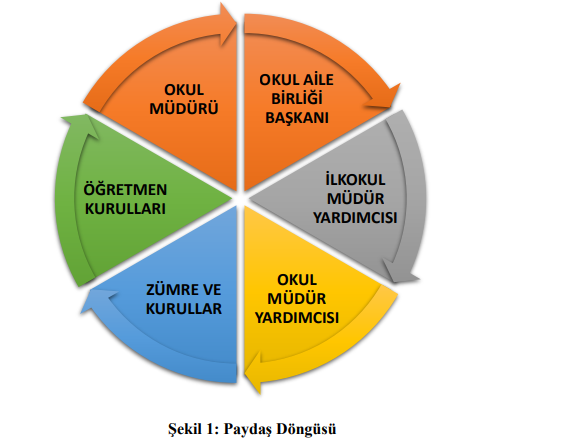 OKUL
MÜDÜRÜ
OKUL AİLE
BİRLİĞİ
BAŞKANI
İLKOKUL
MÜDÜR
YARDIMCISI
OKUL
MÜDÜR
YARDIMCISI
ZÜMRE VE
KURULLAR
ÖĞRETMEN
KURULLARI
Şekil 1: Paydaş Döngüsü